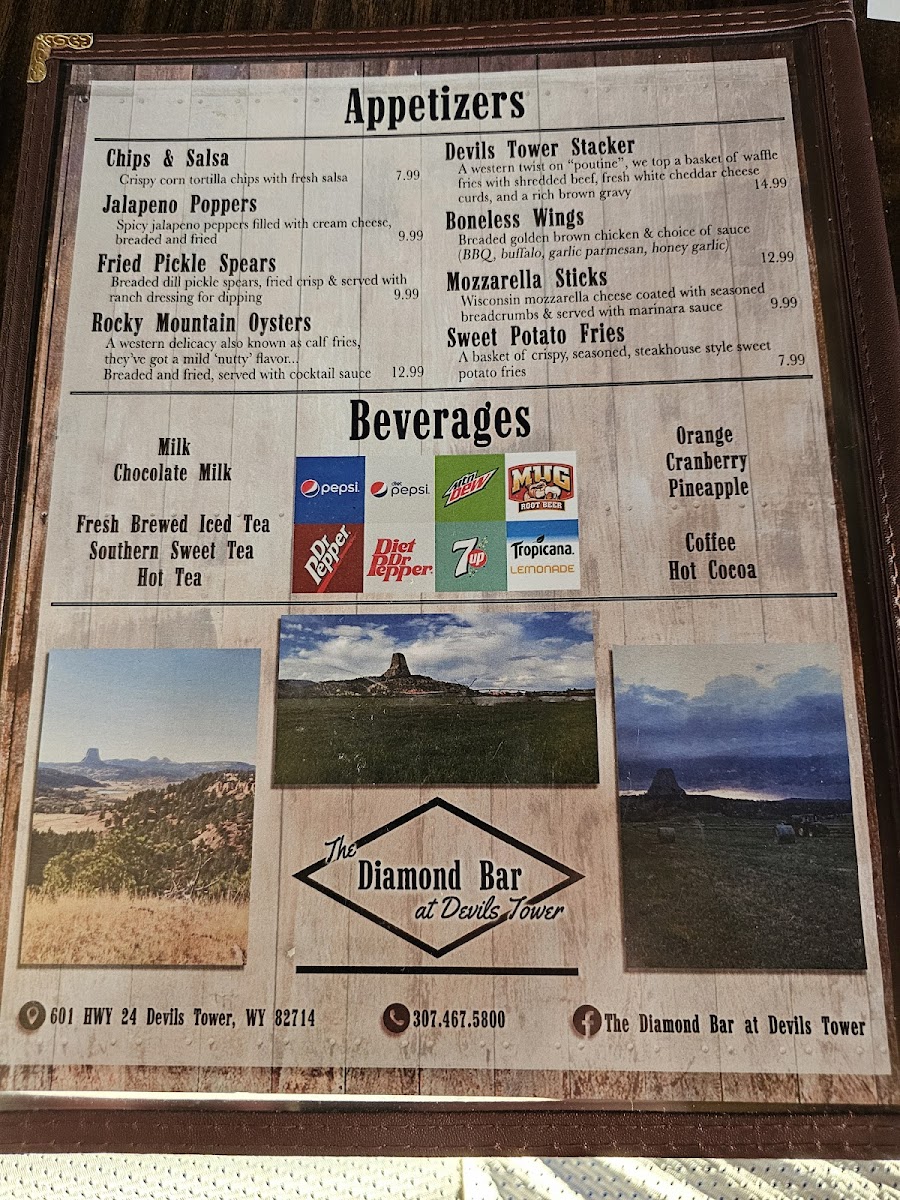 Appetizers
Chips & Salsa
Crispy corn tortilla chips with fresh salsa 7.99
Jalapeno Poppers
Spicy jalapeno peppers filled with cream cheese,
breaded and fried 9.99
Fried Pickle Spears
Breaded dill pickle spears, fried crisp & served with
ranch dressing for dipping 9.99
Rocky Mountain Oysters
A western delicacy also known as calf fries,
they've got a mild 'nutty' flavor...
Breaded and fried, served with cocktail sauce 12.99
Devils Tower Stacker
A western twist on "poutine", we top a basket of waffle
fries with shredded beef, fresh white cheddar cheese
curds, and a rich brown gravy 14.99
Boneless Wings
Breaded golden brown chicken & choice of sauce
(BBQ, buffalo, garlic parmesan, honey garlic)
12.99
Mozzarella Sticks
Wisconsin mozzarella cheese coated with seasoned
breadcrumbs & served with marinara sauce 9.99
Sweet Potato Fries
A basket of crispy, seasoned, steakhouse style sweet
potato fries 7.99
Beverages
Milk
Chocolate Milk
Fresh Brewed Iced Tea
Southern Sweet Tea
Hot Tea
pepsi
diet pepsi
Mtn Dew
MUG
ROOT BEER
Dr Pepper
Diet Dr Pepper
7up
Tropicana
LEMONADE
Orange
Cranberry
Pineapple
Coffee
Hot Cocoa
The
Diamond Bar
at Devils Tower
601 HWY 24 Devils Tower, WY 82714
307.467.5800
The Diamond Bar at Devils Tower